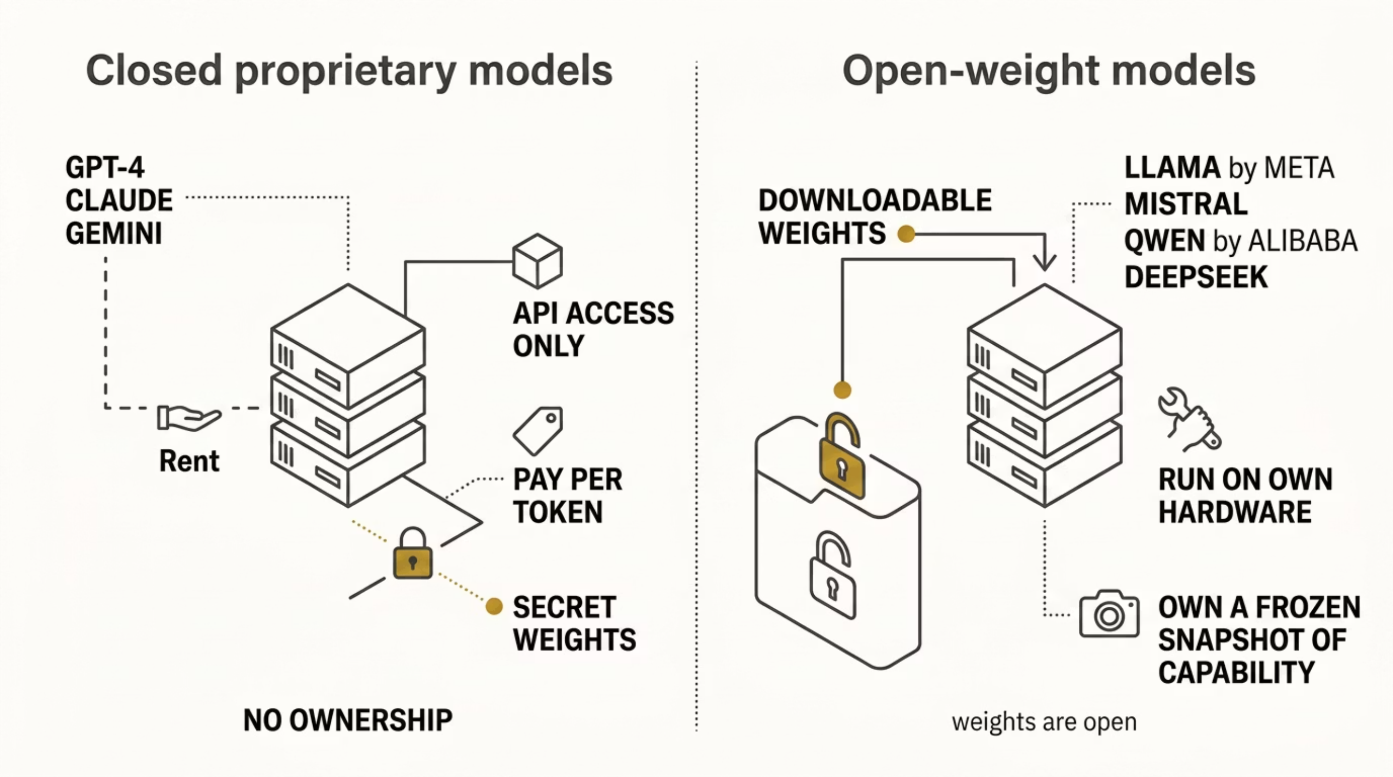 Closed proprietary models
GPT-4
CLAUDE
GEMINI
Rent
API ACCESS
ONLY
PAY PER
TOKEN
SECRET
WEIGHTS
NO OWNERSHIP
Open-weight models
DOWNLOADABLE
WEIGHTS
LLAMA by META
MISTRAL
QWEN by ALIBABA
DEEPSEEK
RUN ON OWN
HARDWARE
OWN A FROZEN
SNAPSHOT OF
CAPABILITY
weights are open